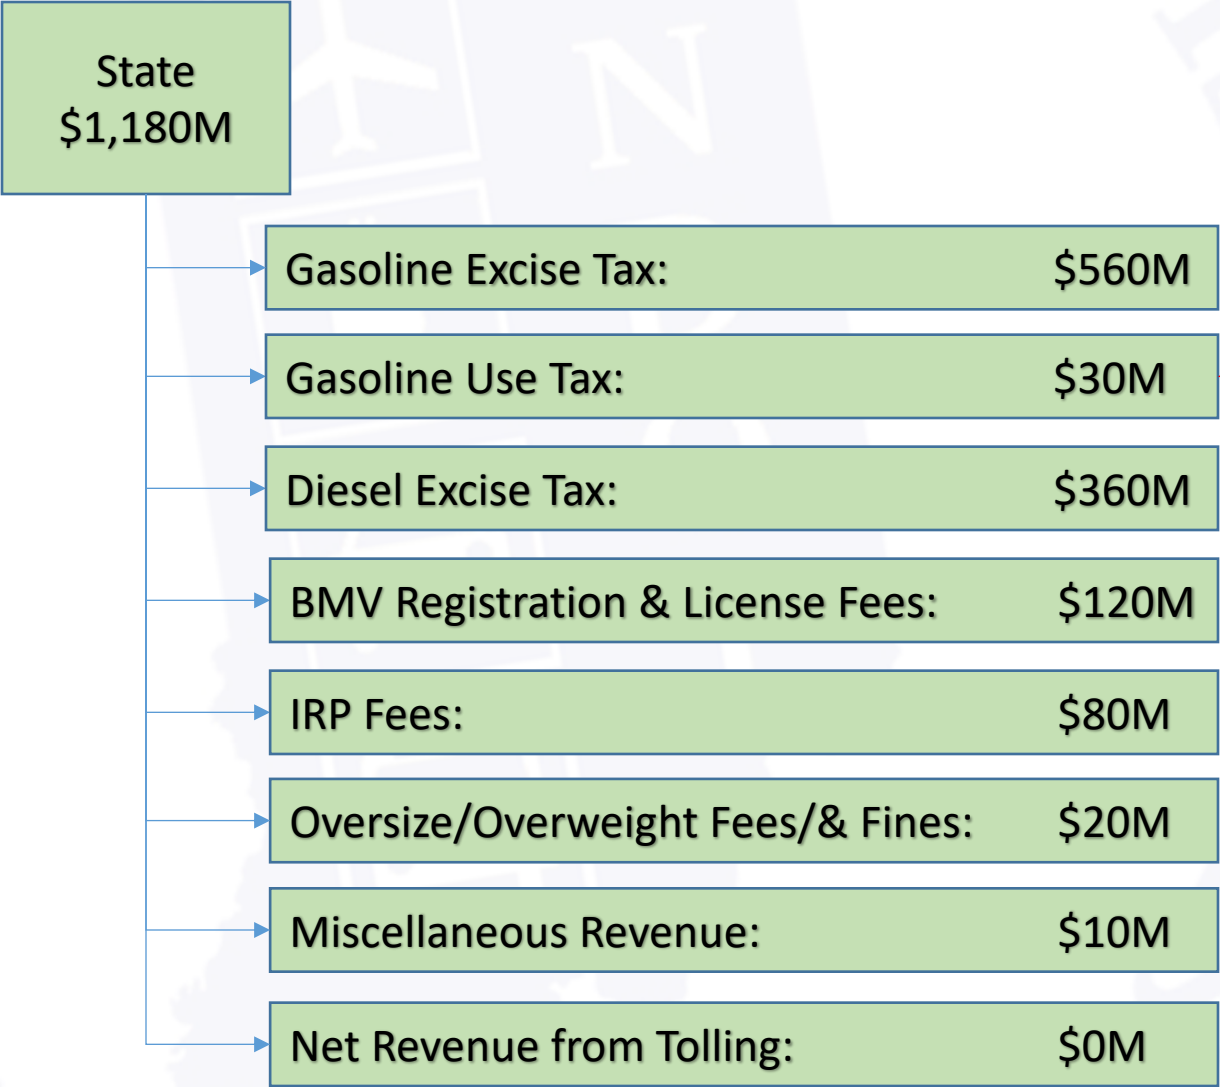 State
$1,180M
Gasoline Excise Tax: $560M
Gasoline Use Tax: $30M
Diesel Excise Tax: $360M
BMV Registration & License Fees: $120M
IRP Fees: $80M
Oversize/Overweight Fees/& Fines: $20M
Miscellaneous Revenue: $10M
Net Revenue from Tolling: $0M